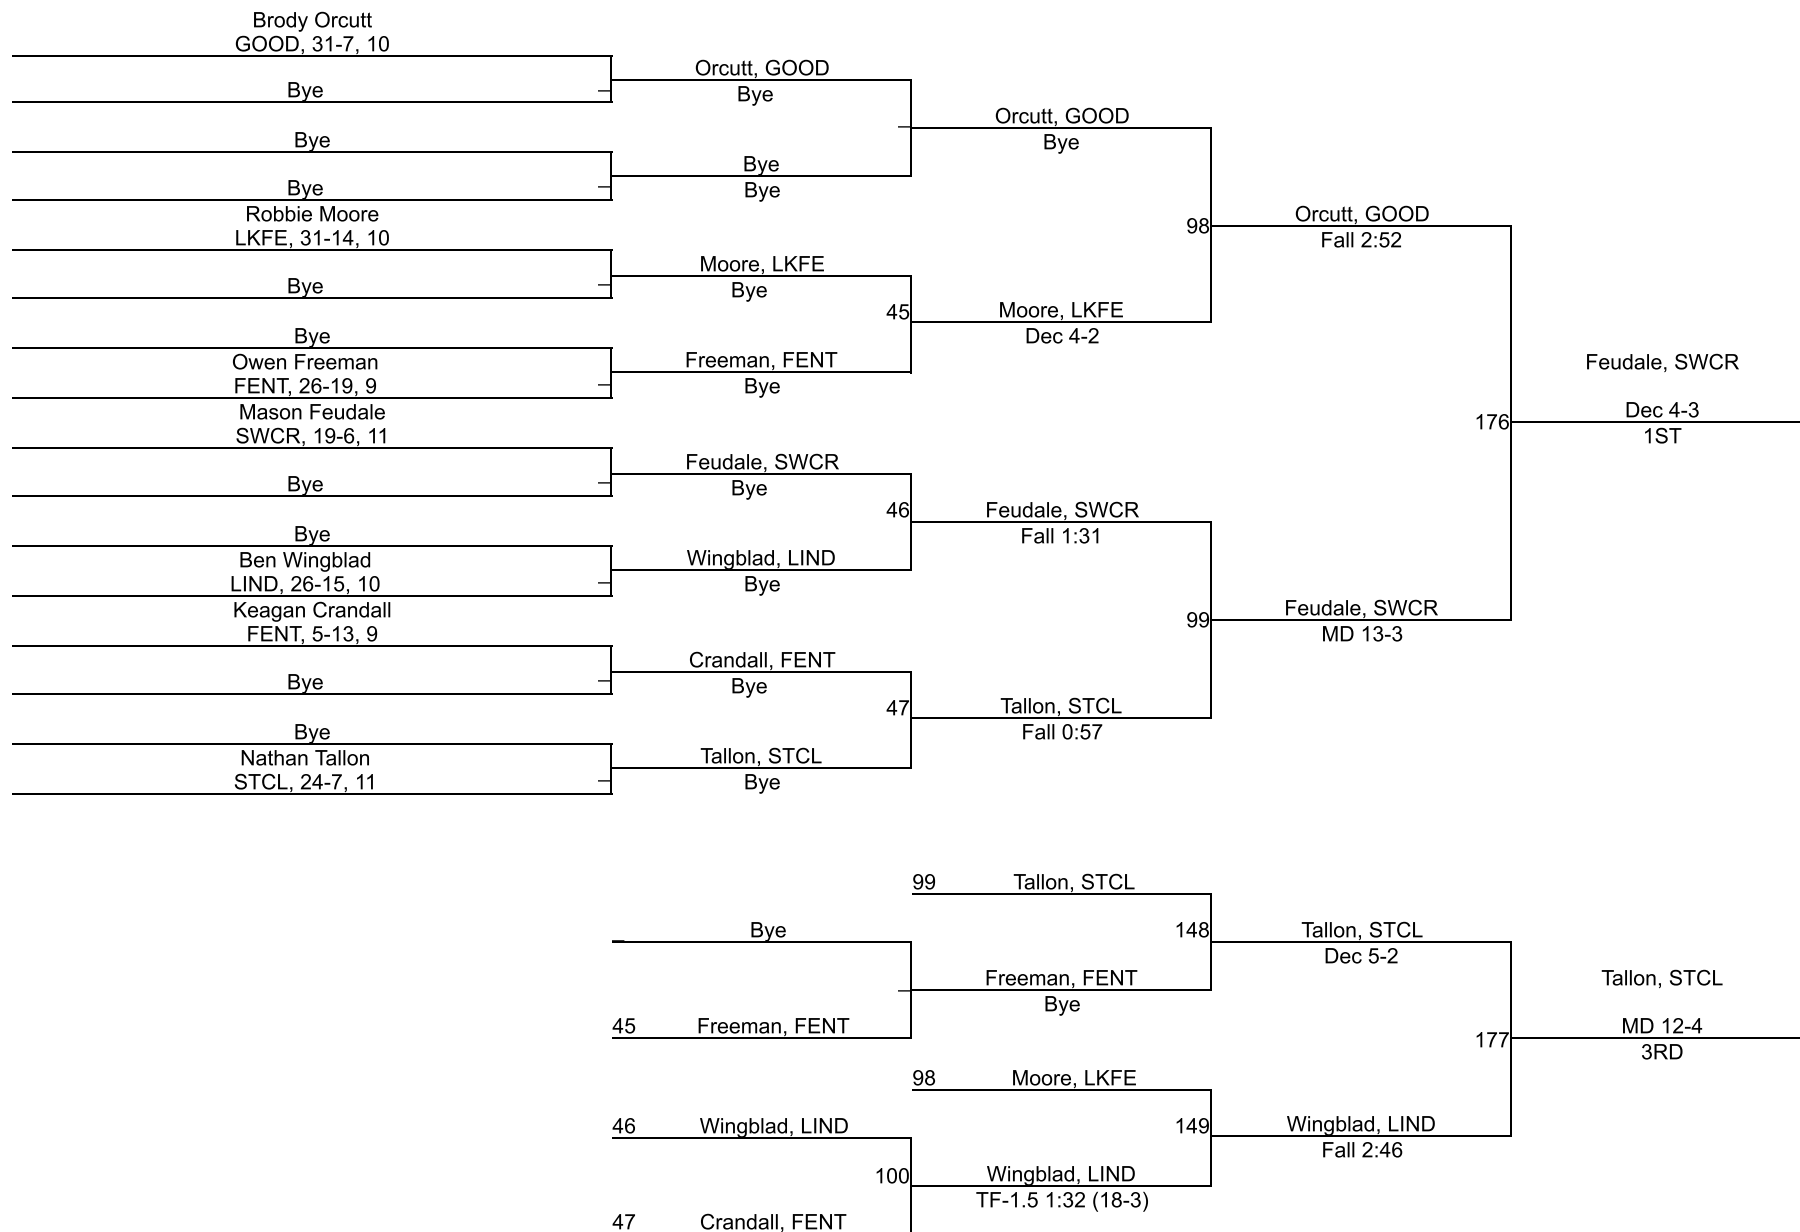 Brody Orcutt
GOOD, 31-7, 10
Bye
Bye
Bye
Robbie Moore
LKFE, 31-14, 10
Bye
Bye
Owen Freeman
FENT, 26-19, 9
Mason Feudale
SWCR, 19-6, 11
Bye
Bye
Ben Wingblad
LIND, 26-15, 10
Keagan Crandall
FENT, 5-13, 9
Bye
Bye
Nathan Tallon
STCL, 24-7, 11
Orcutt, GOOD
Bye
Bye
Bye
Moore, LKFE
Bye
45
Freeman, FENT
Bye
Feudale, SWCR
Bye
46
Wingblad, LIND
Bye
Crandall, FENT
Bye
47
Tallon, STCL
Bye
Orcutt, GOOD
Bye
98
Moore, LKFE
Dec 4-2
Feudale, SWCR
Fall 1:31
99
Tallon, STCL
Fall 0:57
Orcutt, GOOD
Fall 2:52
176
Feudale, SWCR
MD 13-3
Feudale, SWCR
Dec 4-3
1ST
99 Tallon, STCL
Bye
148
Freeman, FENT
Bye
45 Freeman, FENT
98 Moore, LKFE
46 Wingblad, LIND
149
100
Wingblad, LIND
TF-1.5 1:32 (18-3)
47 Crandall, FENT
Tallon, STCL
Dec 5-2
177
Wingblad, LIND
Fall 2:46
Tallon, STCL
MD 12-4
3RD